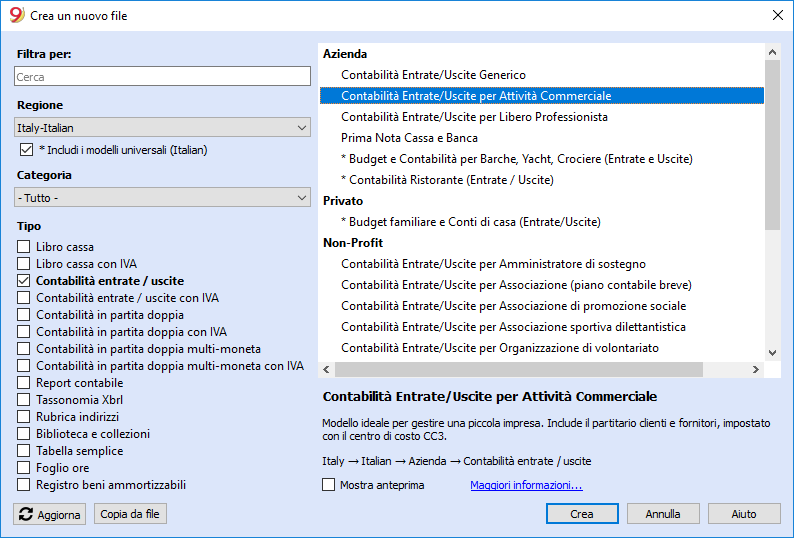 Crea un nuovo file
Filtra per:
Cerca
Regione
Italy-Italian
* Includi i modelli universali (Italian)
Categoria
- Tutto -
Tipo
Libro cassa
Libro cassa con IVA
Contabilità entrate / uscite
Contabilità entrate / uscite con IVA
Contabilità in partita doppia
Contabilità in partita doppia con IVA
Contabilità in partita doppia multi-moneta
Contabilità in partita doppia multi-moneta con IVA
Report contabile
Tassonomia Xbrl
Rubrica indirizzi
Biblioteca e collezioni
Tabella semplice
Foglio ore
Registro beni ammortizzabili
Aggiorna
Copia da file
Azienda
Contabilità Entrate/Uscite Generico
Contabilità Entrate/Uscite per Attività Commerciale
Contabilità Entrate/Uscite per Libero Professionista
Prima Nota Cassa e Banca
* Budget e Contabilità per Barche, Yacht, Crociere (Entrate e Uscite)
* Contabilità Ristorante (Entrate / Uscite)
Privato
* Budget familiare e Conti di casa (Entrate/Uscite)
Non-Profit
Contabilità Entrate/Uscite per Amministratore di sostegno
Contabilità Entrate/Uscite per Associazione (piano contabile breve)
Contabilità Entrate/Uscite per Associazione di promozione sociale
Contabilità Entrate/Uscite per Associazione sportiva dilettantistica
Contabilità Entrate/Uscite per Organizzazione di volontariato
Contabilità Entrate/Uscite per Attività Commerciale
Modello ideale per gestire una piccola impresa. Include il partitario clienti e fornitori, impostato
con il centro di costo CC3.
Italy → Italian → Azienda → Contabilità entrate / uscite
Mostra anteprima
Maggiori informazioni...
Crea
Annulla
Aiuto